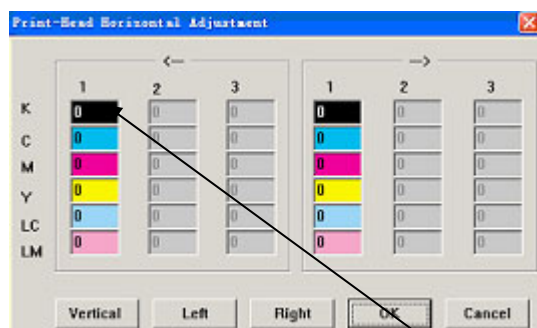 Print-Head Horizontal Adjustment
<-- -->
1 2 3 1 2 3
K 0 0 0 0 0 0
C 0 0 0 0 0 0
M 0 0 0 0 0 0
Y 0 0 0 0 0 0
LC 0 0 0 0 0 0
LM 0 0 0 0 0 0
Vertical Left Right OK Cancel